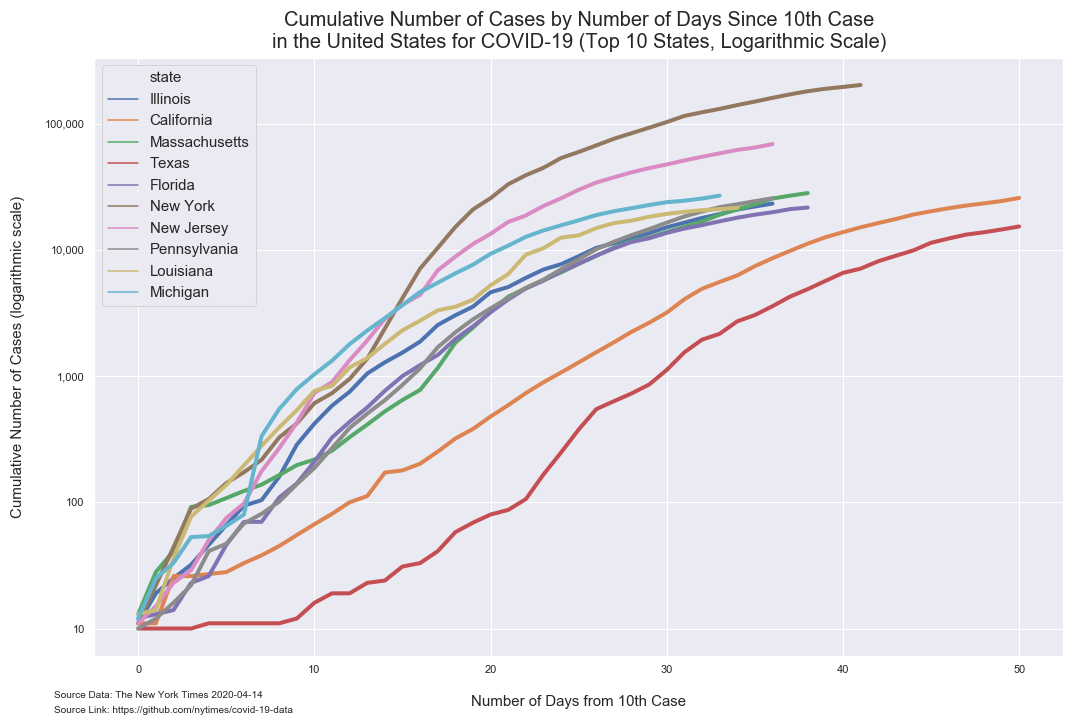 Cumulative Number of Cases by Number of Days Since 10th Case
in the United States for COVID-19 (Top 10 States, Logarithmic Scale)
state
Illinois
California
Massachusetts
Texas
Florida
New York
New Jersey
Pennsylvania
Louisiana
Michigan
Cumulative Number of Cases (logarithmic scale)
100,000
10,000
1,000
100
10
0 10 20 30 40 50
Number of Days from 10th Case
Source Data: The New York Times 2020-04-14
Source Link: https://github.com/nytimes/covid-19-data